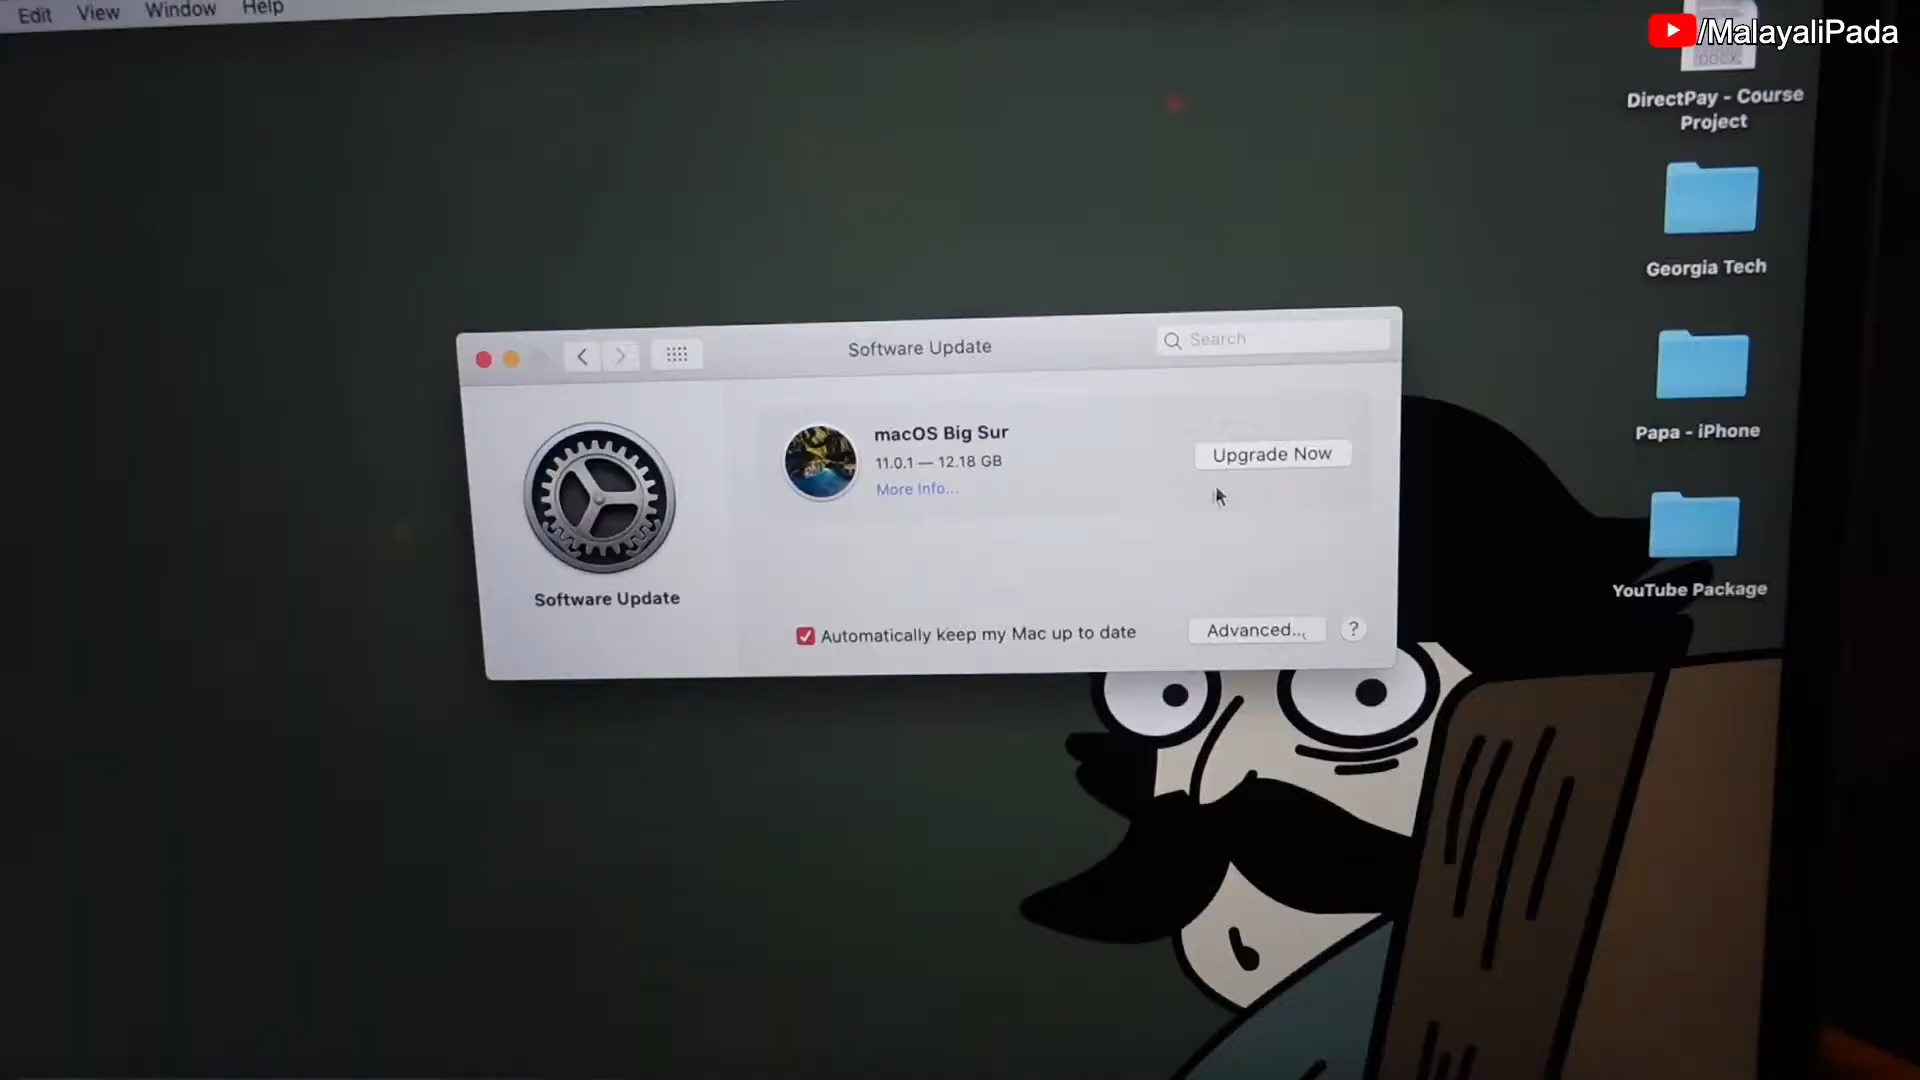 Edit View Window Help
/MalayaliPada
DOCX
DirectPay - Course
Project
Georgia Tech
Papa - iPhone
YouTube Package
Software Update
Search
macOS Big Sur
11.0.1 — 12.18 GB
More Info...
Upgrade Now
Software Update
Automatically keep my Mac up to date
Advanced...
?